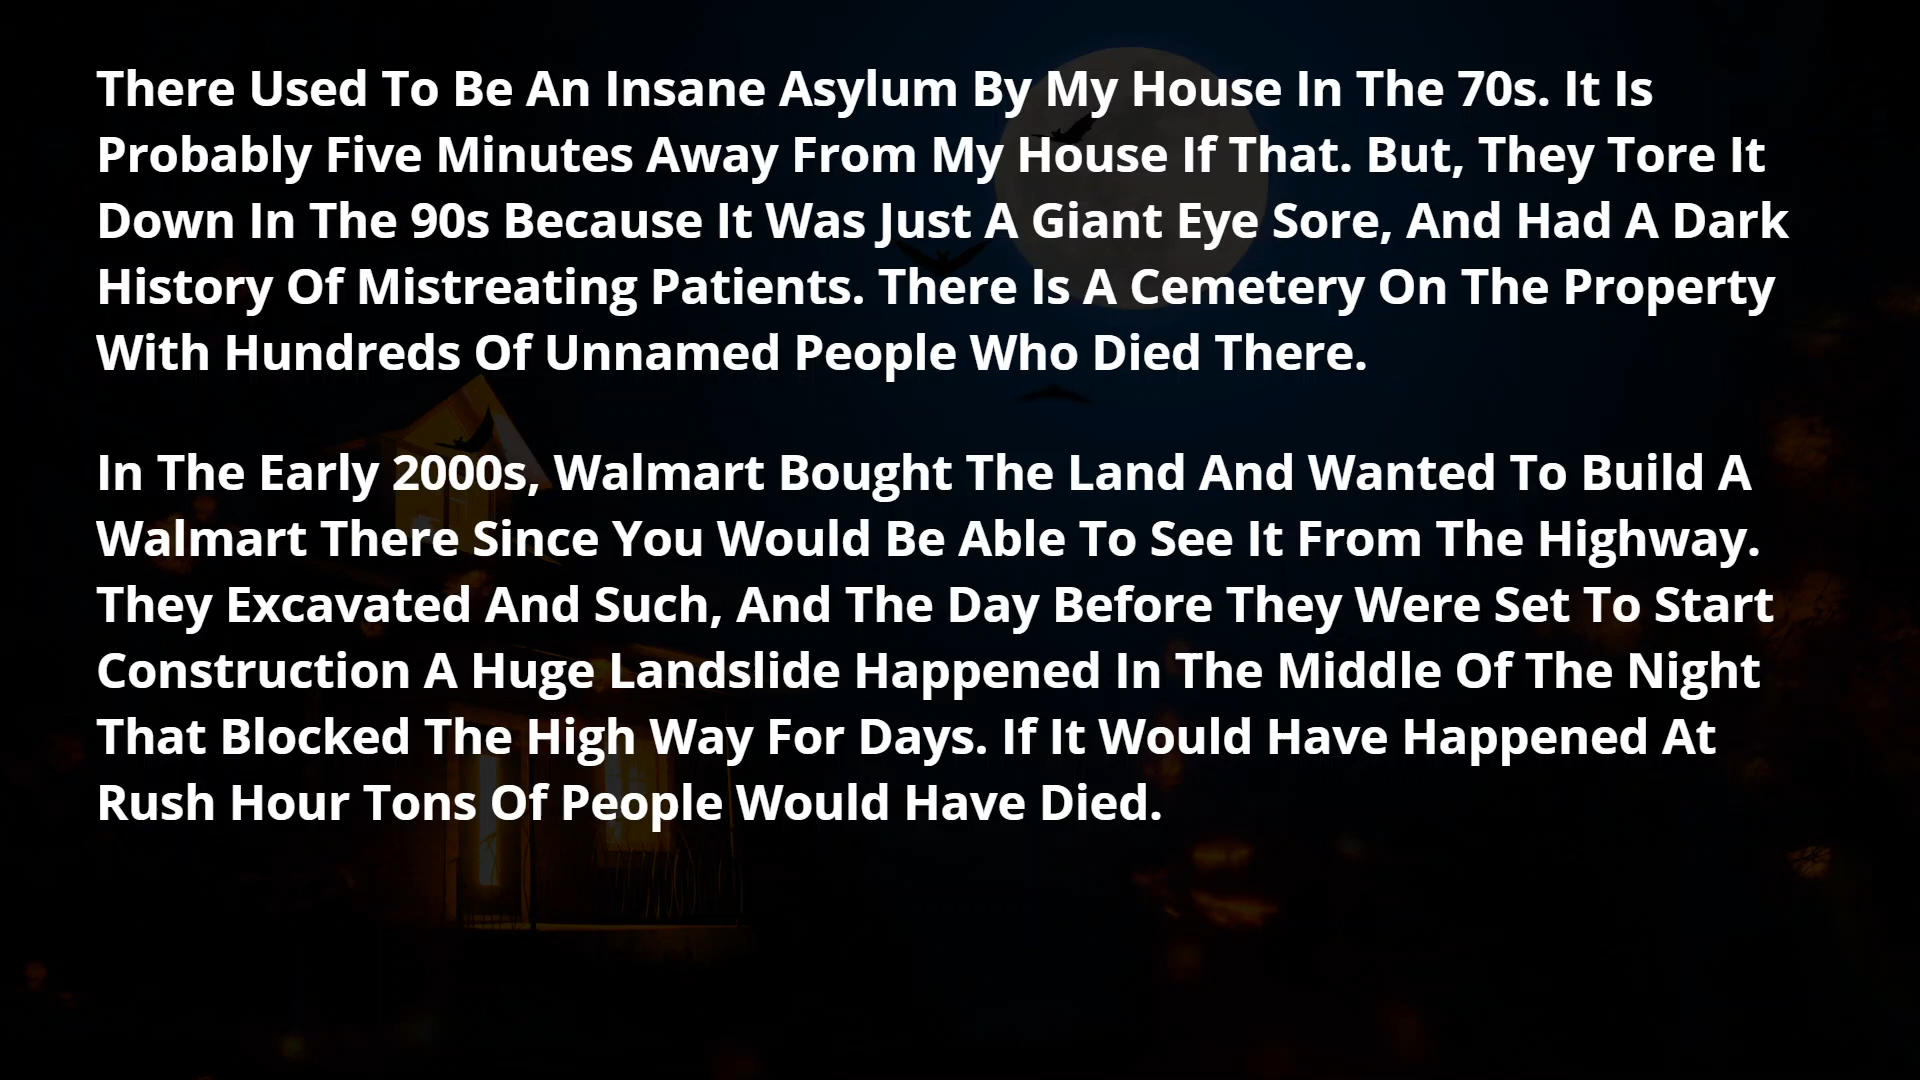 There Used To Be An Insane Asylum By My House In The 70s. It Is
Probably Five Minutes Away From My House If That. But, They Tore It
Down In The 90s Because It Was Just A Giant Eye Sore, And Had A Dark
History Of Mistreating Patients. There Is A Cemetery On The Property
With Hundreds Of Unnamed People Who Died There.
In The Early 2000s, Walmart Bought The Land And Wanted To Build A
Walmart There Since You Would Be Able To See It From The Highway.
They Excavated And Such, And The Day Before They Were Set To Start
Construction A Huge Landslide Happened In The Middle Of The Night
That Blocked The High Way For Days. If It Would Have Happened At
Rush Hour Tons Of People Would Have Died.